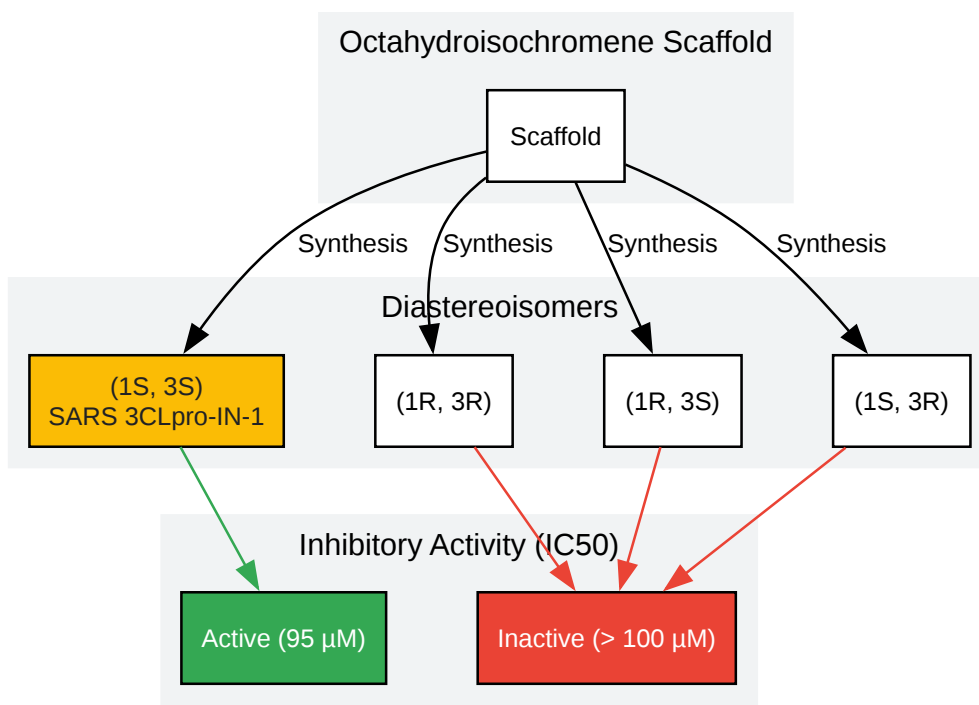 Octahydroisochromene Scaffold
Scaffold
Synthesis
Synthesis
Synthesis
Synthesis
Diastereoisomers
(1S, 3S)
SARS 3CLpro-IN-1
(1R, 3R)
(1R, 3S)
(1S, 3R)
Inhibitory Activity (IC50)
Active (95 µM)
Inactive (> 100 µM)